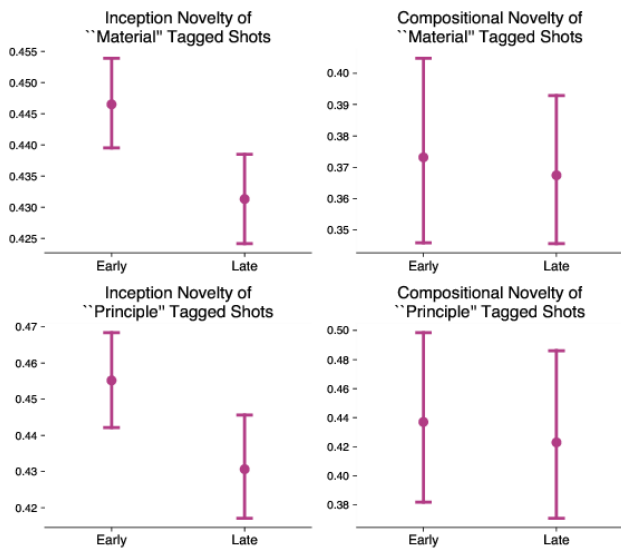 Inception Novelty of
``Material" Tagged Shots
0.455
0.450
0.445
0.440
0.435
0.430
0.425
Early Late
Compositional Novelty of
``Material" Tagged Shots
0.40
0.39
0.38
0.37
0.36
0.35
Early Late
Inception Novelty of
``Principle" Tagged Shots
0.47
0.46
0.45
0.44
0.43
0.42
Early Late
Compositional Novelty of
``Principle" Tagged Shots
0.50
0.48
0.46
0.44
0.42
0.40
0.38
Early Late